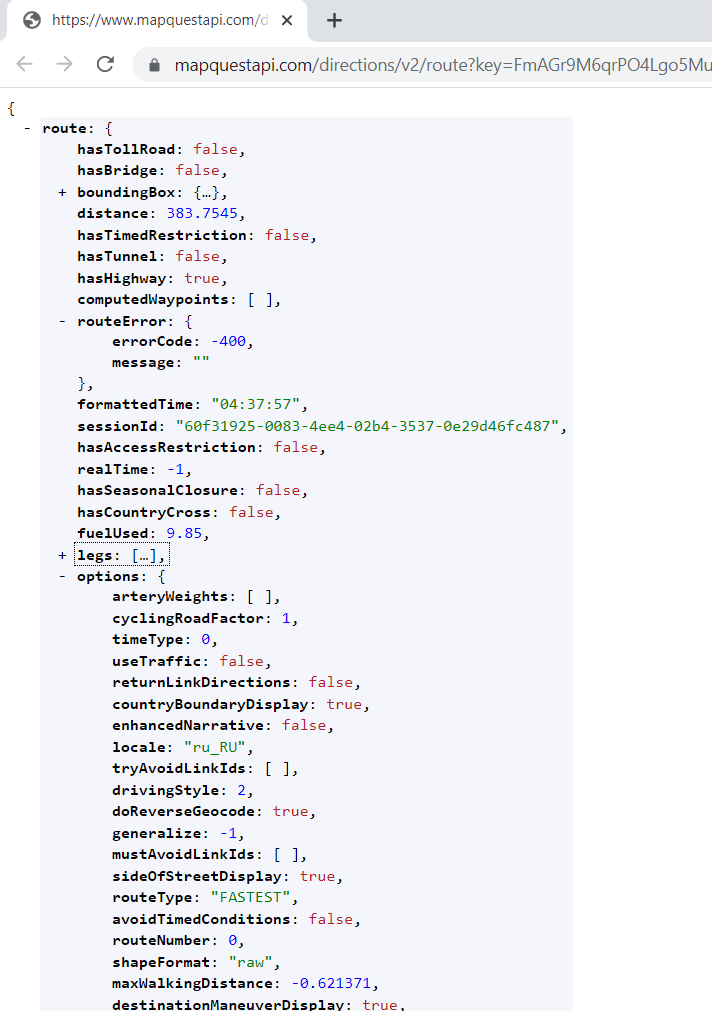 https://www.mapquestapi.com/d
mapquestapi.com/directions/v2/route?key=FmAGr9M6qrPO4Lgo5Mu
{
- route: {
hasTollRoad: false,
hasBridge: false,
+ boundingBox: {…},
distance: 383.7545,
hasTimedRestriction: false,
hasTunnel: false,
hasHighway: true,
computedWaypoints: [ ],
- routeError: {
errorCode: -400,
message: ""
},
formattedTime: "04:37:57",
sessionId: "60f31925-0083-4ee4-02b4-3537-0e29d46fc487",
hasAccessRestriction: false,
realTime: -1,
hasSeasonalClosure: false,
hasCountryCross: false,
fuelUsed: 9.85,
+ legs: […],
- options: {
arteryWeights: [ ],
cyclingRoadFactor: 1,
timeType: 0,
useTraffic: false,
returnLinkDirections: false,
countryBoundaryDisplay: true,
enhancedNarrative: false,
locale: "ru_RU",
tryAvoidLinkIds: [ ],
drivingStyle: 2,
doReverseGeocode: true,
generalize: -1,
mustAvoidLinkIds: [ ],
sideOfStreetDisplay: true,
routeType: "FASTEST",
avoidTimedConditions: false,
routeNumber: 0,
shapeFormat: "raw",
maxWalkingDistance: -0.621371,
destinationManeuverDisplay: true,